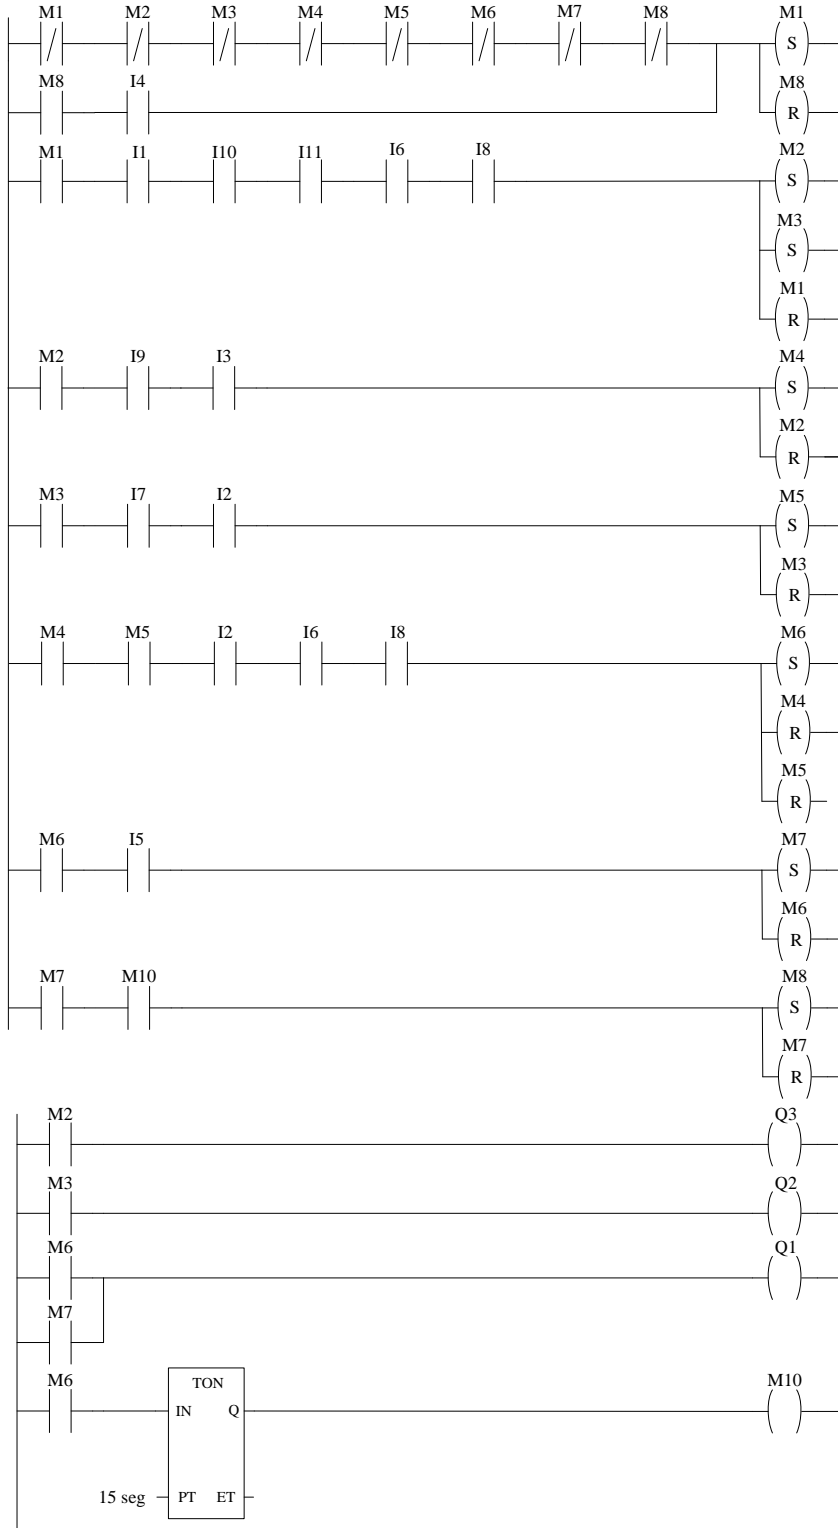 M1 M2 M3 M4 M5 M6 M7 M8 M1
S
M8 I4 M8
R
M1 I1 I10 I11 I6 I8 M2
S
M3
S
M1
R
M2 I9 I3 M4
S
M2
R
M3 I7 I2 M5
S
M3
R
M4 M5 I2 I6 I8 M6
S
M4
R
M5
R
M6 I5 M7
S
M6
R
M7 M10 M8
S
M7
R
M2 Q3
M3 Q2
M6 Q1
M7
M6 TON M10
IN Q
15 seg PT ET